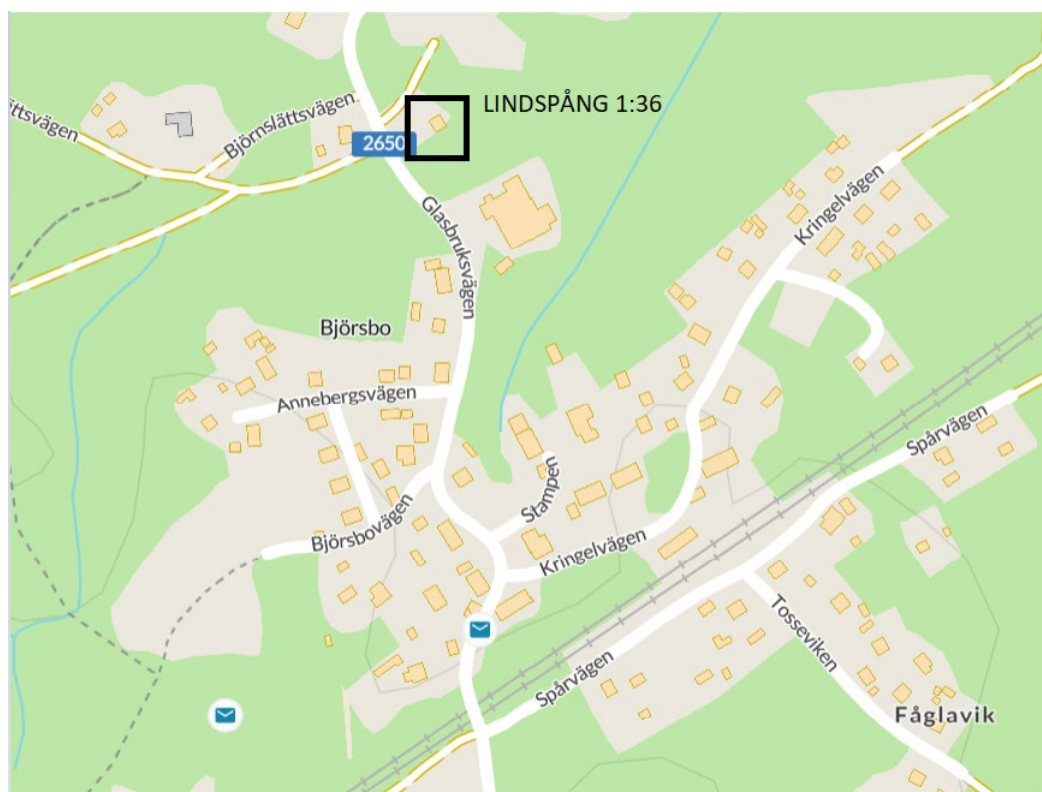 LINDSPÅNG 1:36
Björnslättsvägen
ttsvägen
2650
Glasbruksvägen
Kringelvägen
Björsbo
Annebergsvägen
Spårvägen
Stampen
Björsbovägen
Kringelvägen
Tosseviken
Spårvägen
Fåglavik